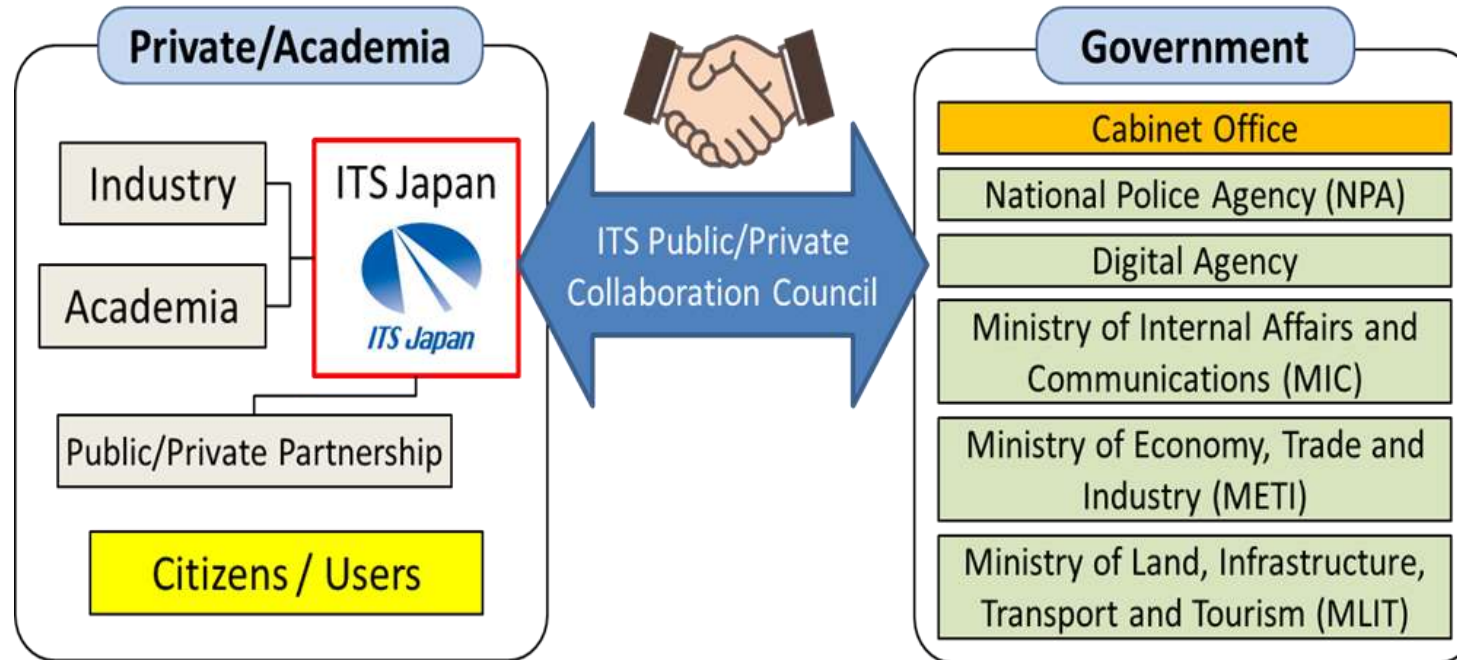 Private/Academia
Industry
Academia
ITS Japan
ITS Japan
Public/Private Partnership
Citizens / Users
ITS Public/Private
Collaboration Council
Government
Cabinet Office
National Police Agency (NPA)
Digital Agency
Ministry of Internal Affairs and
Communications (MIC)
Ministry of Economy, Trade and
Industry (METI)
Ministry of Land, Infrastructure,
Transport and Tourism (MLIT)